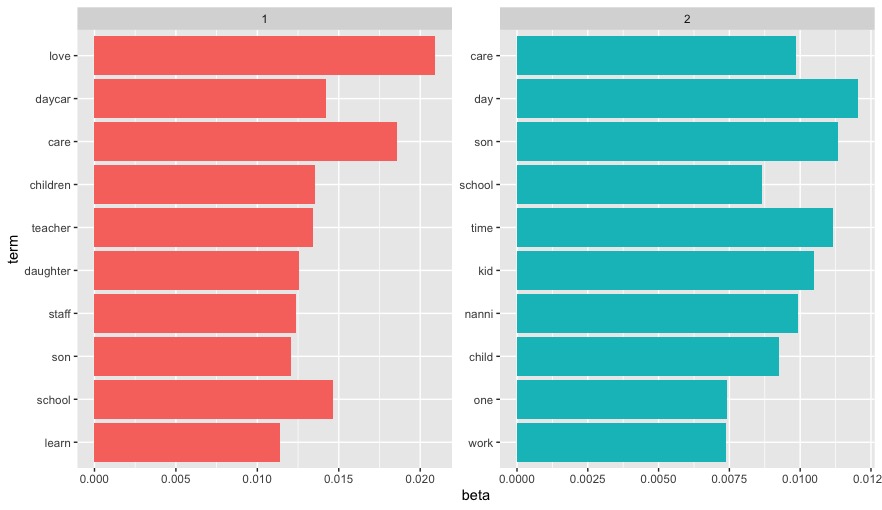 1
love
daycar
care
children
teacher
daughter
staff
son
school
learn
0.000 0.005 0.010 0.015 0.020
2
care
day
son
school
time
kid
nanni
child
one
work
0.0000 0.0025 0.0050 0.0075 0.0100 0.012
term
beta